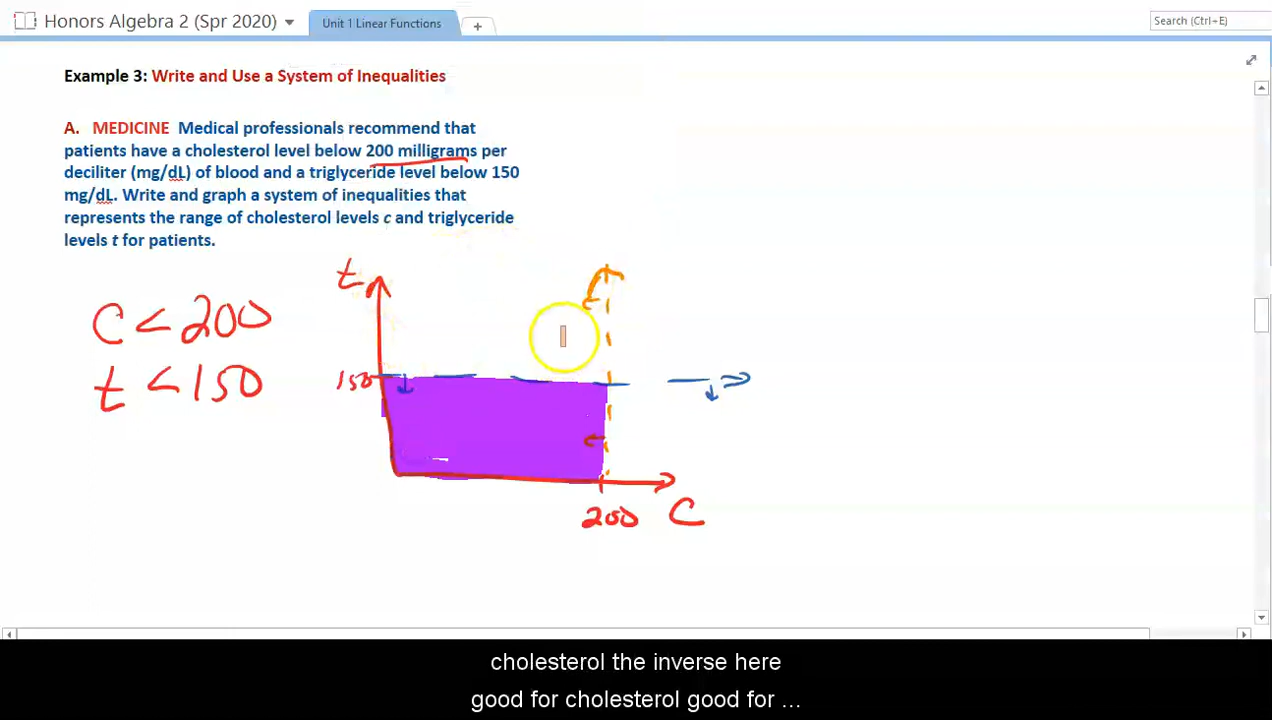 Honors Algebra 2 (Spr 2020)
Unit 1 Linear Functions
Search (Ctrl+E)
Example 3: Write and Use a System of Inequalities
A. MEDICINE Medical professionals recommend that
patients have a cholesterol level below 200 milligrams per
deciliter (mg/dL) of blood and a triglyceride level below 150
mg/dL. Write and graph a system of inequalities that
represents the range of cholesterol levels c and triglyceride
levels t for patients.
t
C < 200
t < 150
150
200 C
cholesterol the inverse here
good for cholesterol good for ...